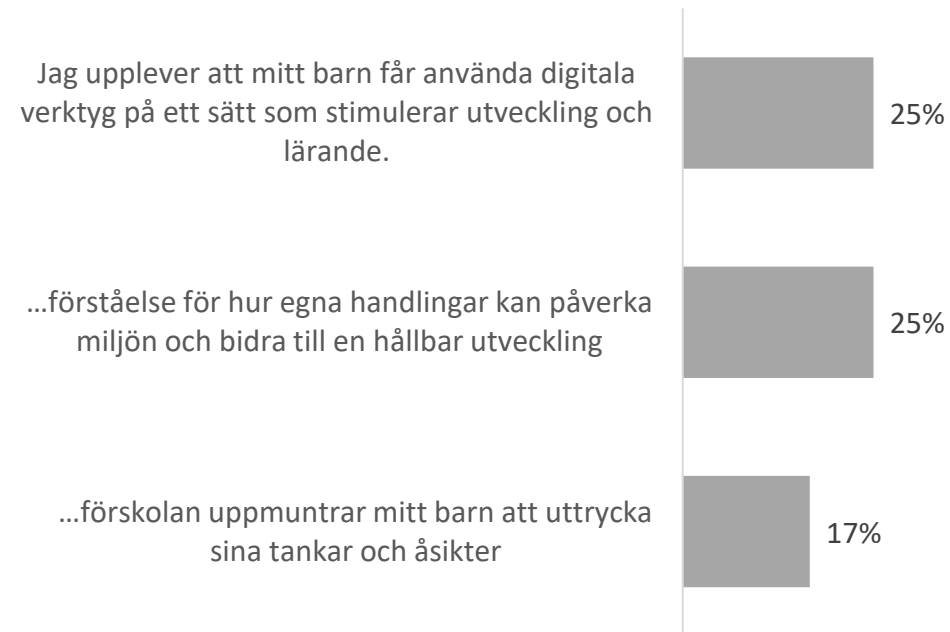 Jag upplever att mitt barn får använda digitala
verktyg på ett sätt som stimulerar utveckling och
lärande.
25%
…förståelse för hur egna handlingar kan påverka
miljön och bidra till en hållbar utveckling
25%
…förskolan uppmuntrar mitt barn att uttrycka
sina tankar och åsikter
17%